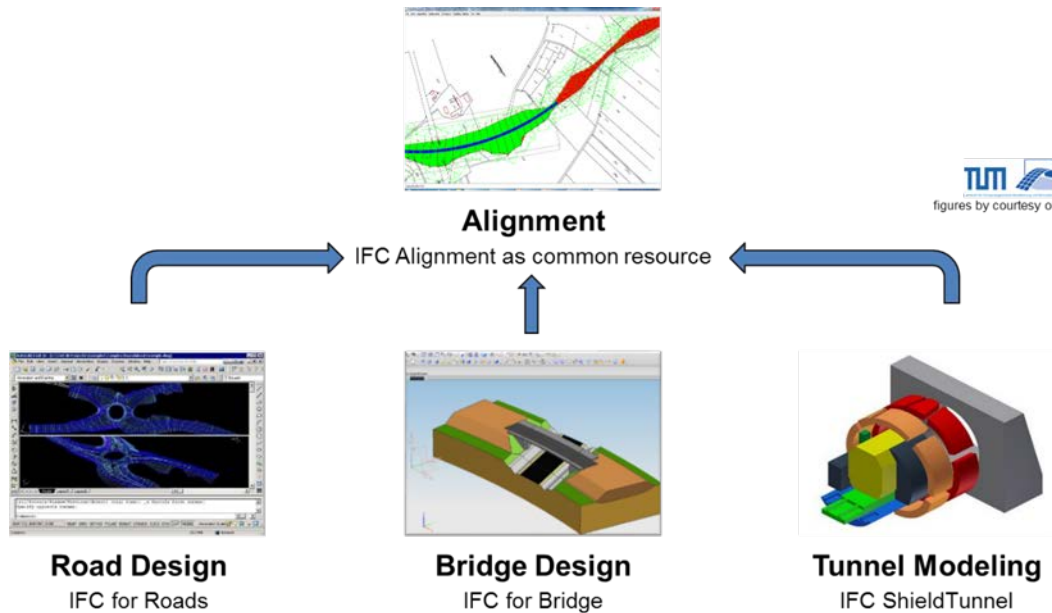 TUM
figures by courtesy o
Alignment
IFC Alignment as common resource
Road Design
IFC for Roads
Bridge Design
IFC for Bridge
Tunnel Modeling
IFC ShieldTunnel